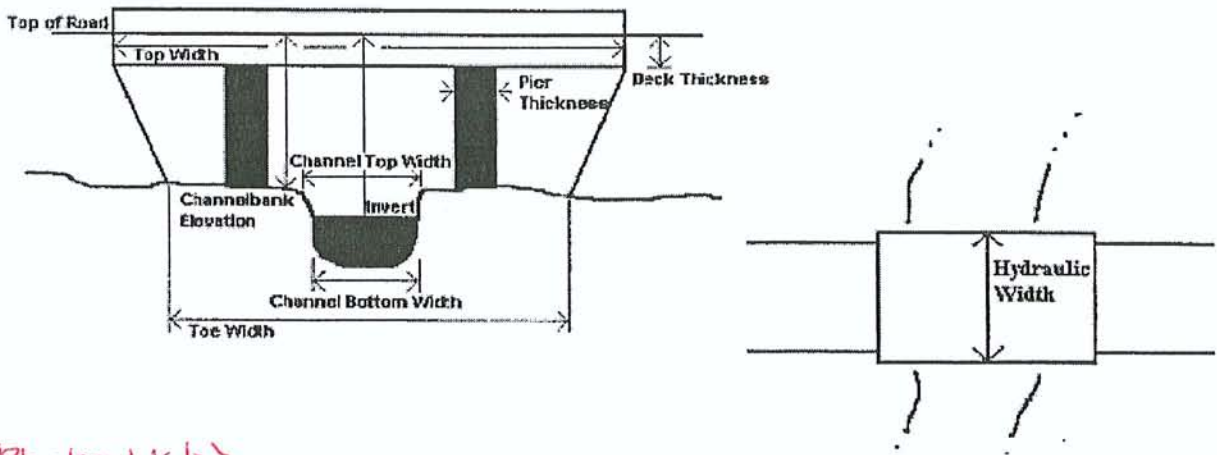 Top of Road
Top Width
Deck Thickness
Pier
Thickness
Channel Top Width
Channelbank
Elevation
Invert
Channel Bottom Width
Toe Width
Hydraulic
Width